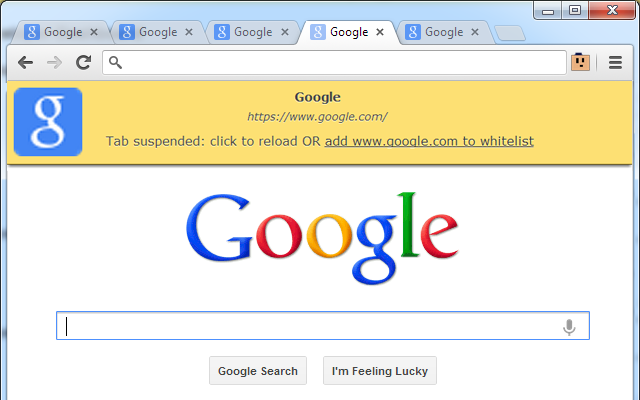 Google Google Google Google Google
Google
https://www.google.com/
Tab suspended: click to reload OR add www.google.com to whitelist
g
Google
Google Search I'm Feeling Lucky